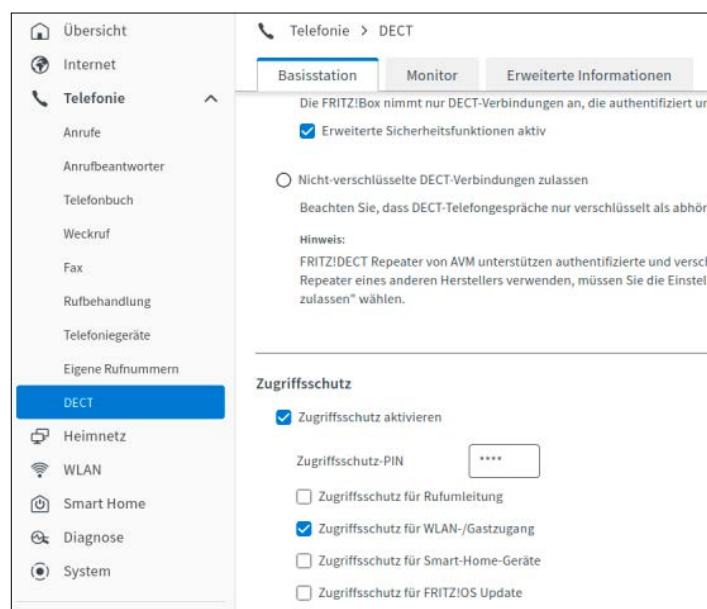 Übersicht
Internet
Telefonie
Anrufe
Anrufbeantworter
Telefonbuch
Weckruf
Fax
Rufbehandlung
Telefoniegeräte
Eigene Rufnummern
DECT
Heimnetz
WLAN
Smart Home
Diagnose
System
Telefonie > DECT
Basisstation
Monitor
Erweiterte Informationen
Die FRITZ!Box nimmt nur DECT-Verbindungen an, die authentifiziert ur
Erweiterte Sicherheitsfunktionen aktiv
Nicht-verschlüsselte DECT-Verbindungen zulassen
Beachten Sie, dass DECT-Telefongespräche nur verschlüsselt als abhör
Hinweis:
FRITZ!DECT Repeater von AVM unterstützen authentifizierte und versch
Repeater eines anderen Herstellers verwenden, müssen Sie die Einstel
zulassen" wählen.
Zugriffsschutz
Zugriffsschutz aktivieren
Zugriffsschutz-PIN
****
Zugriffsschutz für Rufumleitung
Zugriffsschutz für WLAN-/Gastzugang
Zugriffsschutz für Smart-Home-Geräte
Zugriffsschutz für FRITZ!OS Update